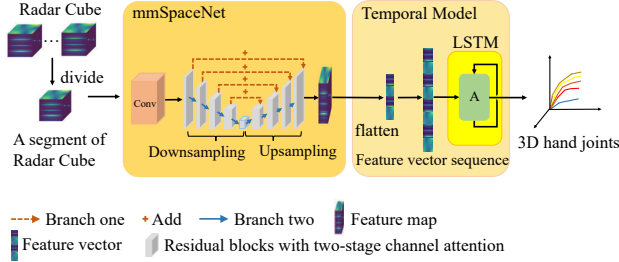 Radar Cube
divide
A segment of
Radar Cube
mmSpaceNet
Conv
Add
+
+
+
+
Downsampling
Upsampling
Temporal Model
LSTM
A
flatten
Feature vector sequence
3D hand joints
Branch one
+ Add
Branch two
Feature map
Feature vector
Residual blocks with two-stage channel attention